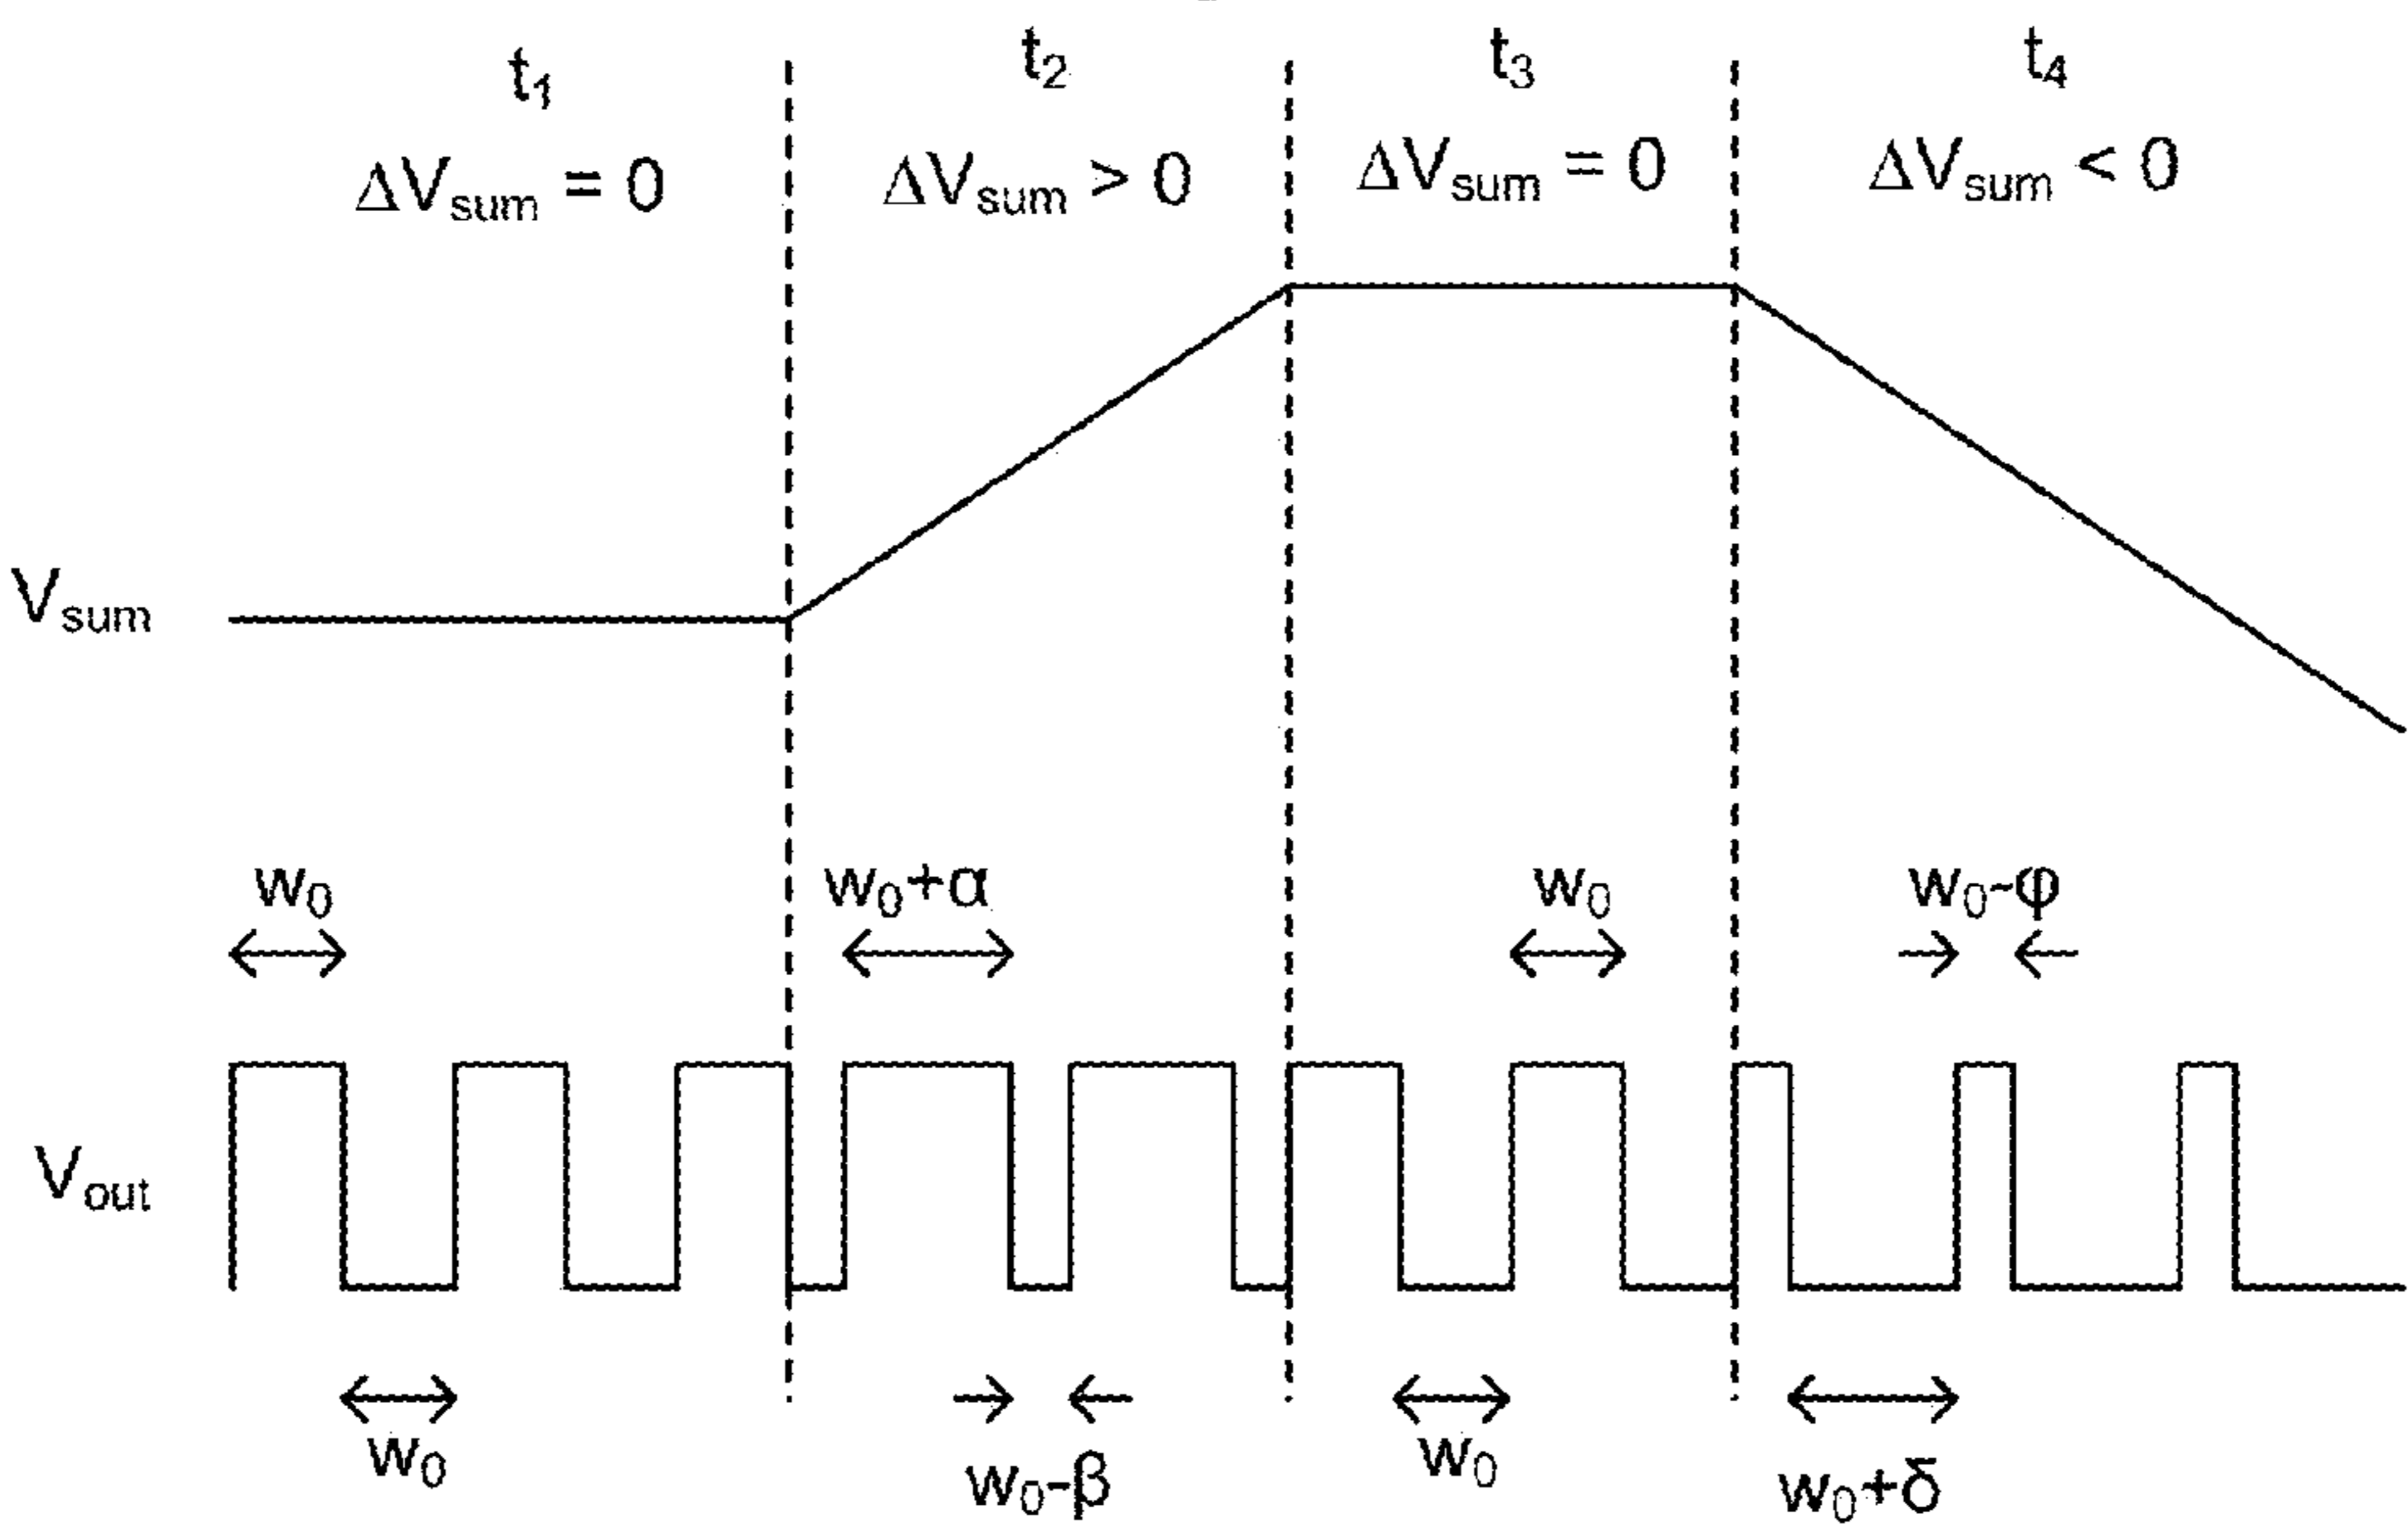 t₁ t₂ t₃ t₄
ΔVsum = 0 ΔVsum > 0 ΔVsum = 0 ΔVsum < 0
Vsum
w₀ w₀+α w₀ w₀-φ
Vout
w₀ w₀-β w₀ w₀+δ